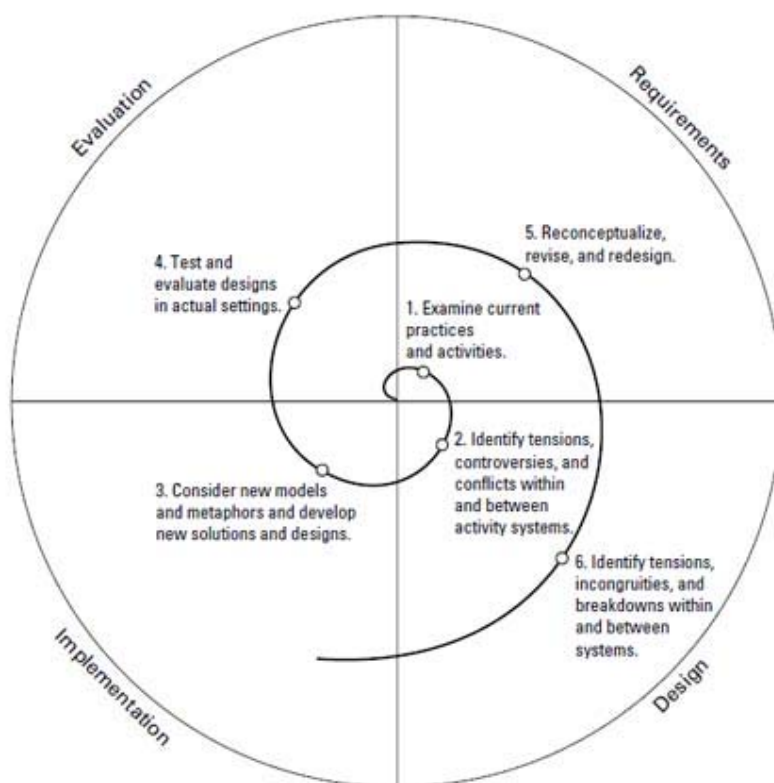 Evaluation
Requirements
5. Reconceptualize,
revise, and redesign.
4. Test and
evaluate designs
in actual settings.
1. Examine current
practices
and activities.
2. Identify tensions,
controversies, and
conflicts within
and between
activity systems.
3. Consider new models
and metaphors and develop
new solutions and designs.
6. Identify tensions,
incongruities, and
breakdowns within
and between
systems.
Implementation
Design